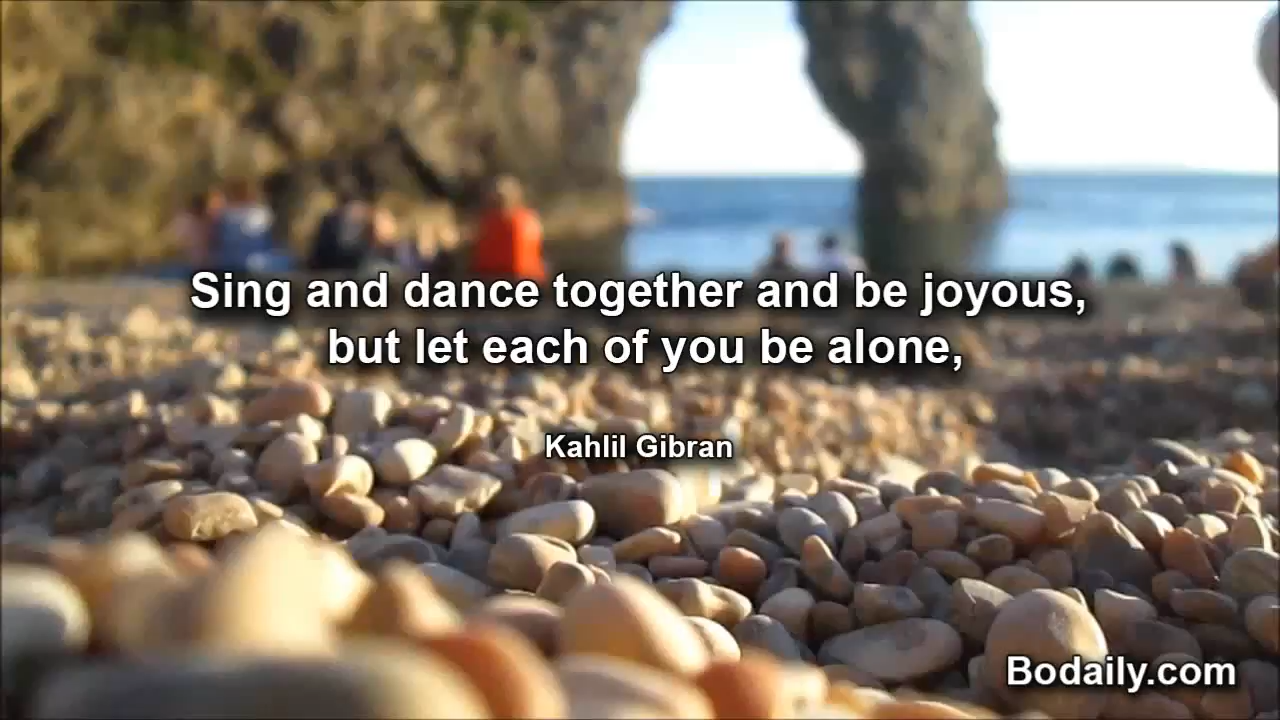 Sing and dance together and be joyous,
but let each of you be alone,
Kahlil Gibran
Bodaily.com